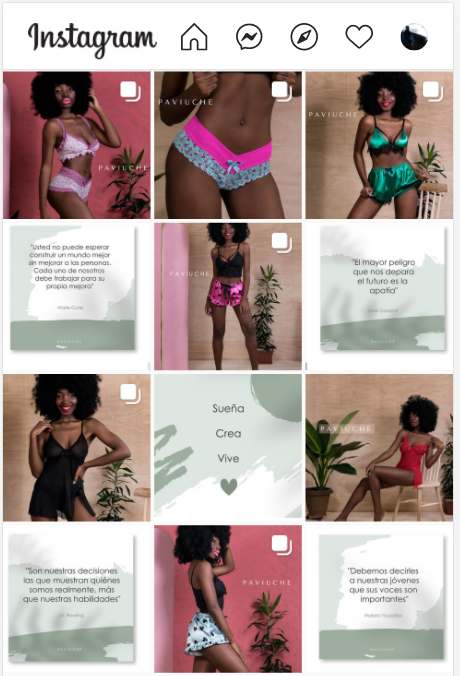 Instagram
PAVIUCHE
PAVIUCHE
PAVIUCHE
"Usted no puede esperar
construir un mundo mejor
sin mejorar a las personas.
Cada uno de nosotros
debe trabajar para su
propia mejora"
Marie Curie
PAVIUCHE
PAVIUCHE
"El mayor peligro
que nos depara
el futuro es la
apatía"
Jane Goodall
PAVIUCHE
Sueña
Crea
Vive
PAVIUCHE
"Son nuestras decisiones
las que muestran quiénes
somos realmente, más
que nuestras habilidades"
J.K. Rowling
PAVIUCHE
PAVIUCHE
"Debemos decirles
a nuestras jóvenes
que sus voces son
importantes"
Malala Yousafzai
PAVIUCHE